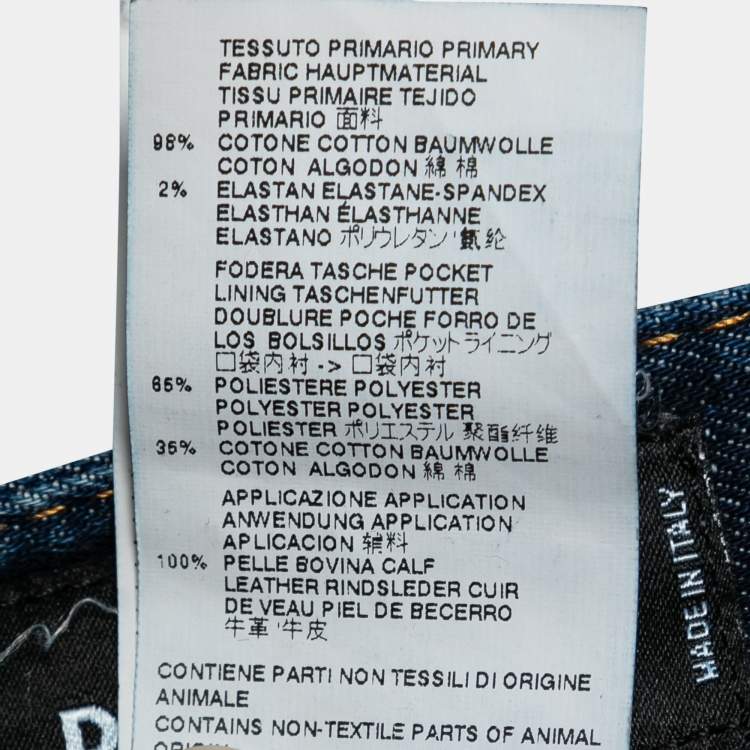 TESSUTO PRIMARIO PRIMARY
FABRIC HAUPTMATERIAL
TISSU PRIMAIRE TEJIDO
PRIMARIO 面料
98% COTONE COTTON BAUMWOLLE
COTON ALGODON 綿 棉
2% ELASTAN ELASTANE-SPANDEX
ELASTHAN ÉLASTHANNE
ELASTANO ポリウレタン 氨纶
FODERA TASCHE POCKET
LINING TASCHENFUTTER
DOUBLURE POCHE FORRO DE
LOS BOLSILLOS ポケットライニング
口袋内衬 -> 口袋内衬
65% POLIESTERE POLYESTER
POLYESTER POLYESTER
POLIESTER ポリエステル 聚酯纤维
35% COTONE COTTON BAUMWOLLE
COTON ALGODON 綿 棉
APPLICAZIONE APPLICATION
ANWENDUNG APPLICATION
APLICACION 辅料
100% PELLE BOVINA CALF
LEATHER RINDSLEDER CUIR
DE VEAU PIEL DE BECERRO
牛革 牛皮
CONTIENE PARTI NON TESSILI DI ORIGINE
ANIMALE
CONTAINS NON-TEXTILE PARTS OF ANIMAL
MADE IN ITALY